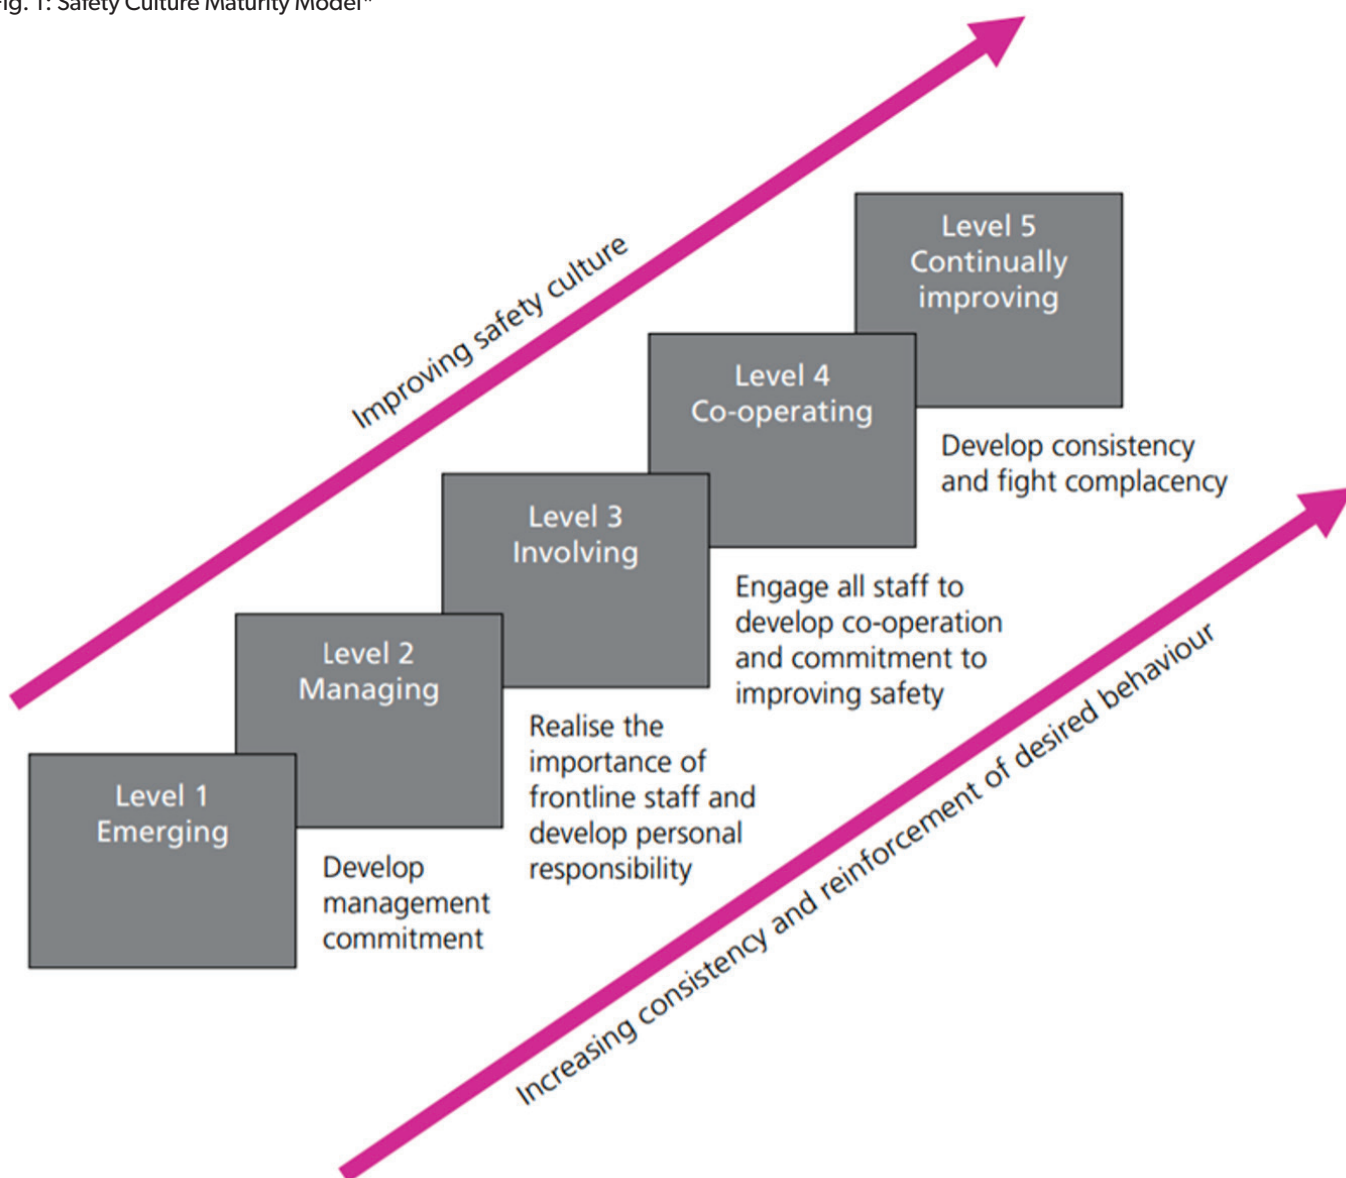 Fig. 1: Safety Culture Maturity Model*
Improving safety culture
Level 5
Continually
improving
Level 4
Co-operating
Develop consistency
and fight complacency
Level 3
Involving
Engage all staff to
develop co-operation
and commitment to
improving safety
Level 2
Managing
Realise the
importance of
frontline staff and
develop personal
responsibility
Level 1
Emerging
Develop
management
commitment
Increasing consistency and reinforcement of desired behaviour